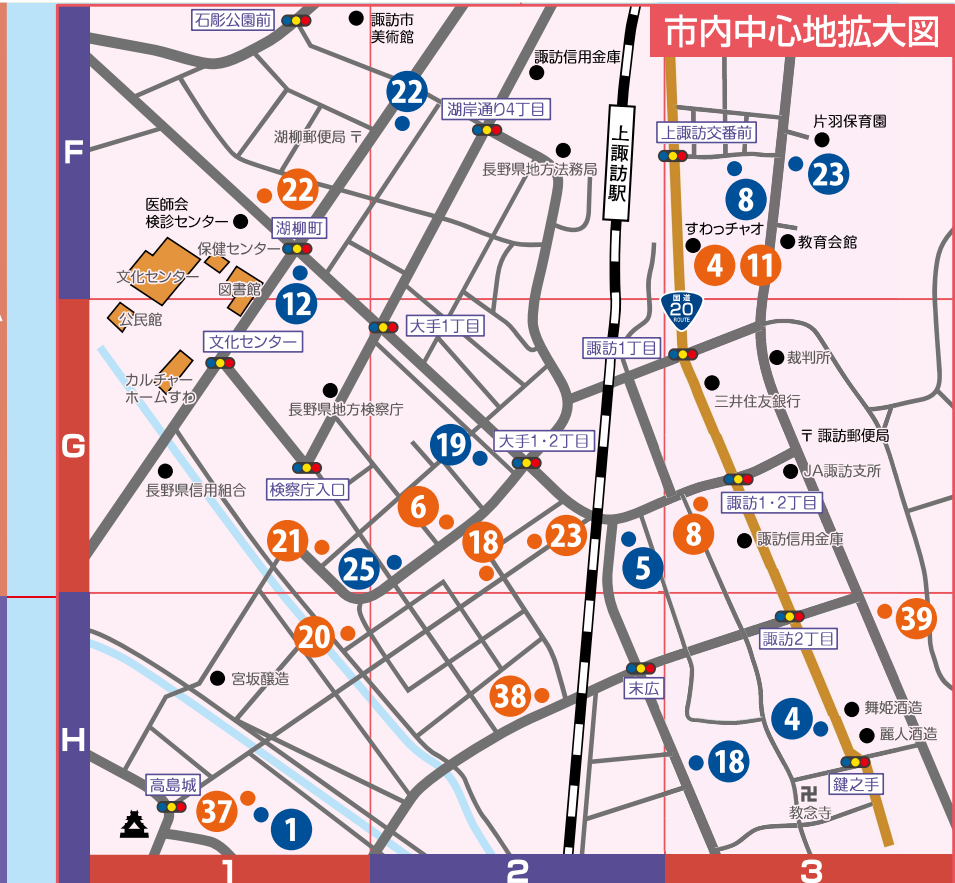 市内中心地拡大図
石彫公園前
諏訪市
美術館
諏訪信用金庫
22
湖岸通り4丁目
湖柳郵便局 〒
上諏訪駅
上諏訪交番前
片羽保育園
F
長野県地方法務局
8
23
22
医師会
検診センター
湖柳町
すわっチャオ
保健センター
教育会館
4
11
文化センター
図書館
12
国道
20
ROUTE
公民館
大手1丁目
文化センター
諏訪1丁目
裁判所
カルチャー
ホームすわ
三井住友銀行
長野県地方検察庁
G
19
大手1・2丁目
〒 諏訪郵便局
JA諏訪支所
長野県信用組合
検察庁入口
諏訪1・2丁目
6
21
18
23
8
諏訪信用金庫
25
5
20
39
諏訪2丁目
宮坂醸造
38
末広
舞姫酒造
4
麗人酒造
H
18
高島城
鍵之手
卍
教念寺
37
1
1
2
3